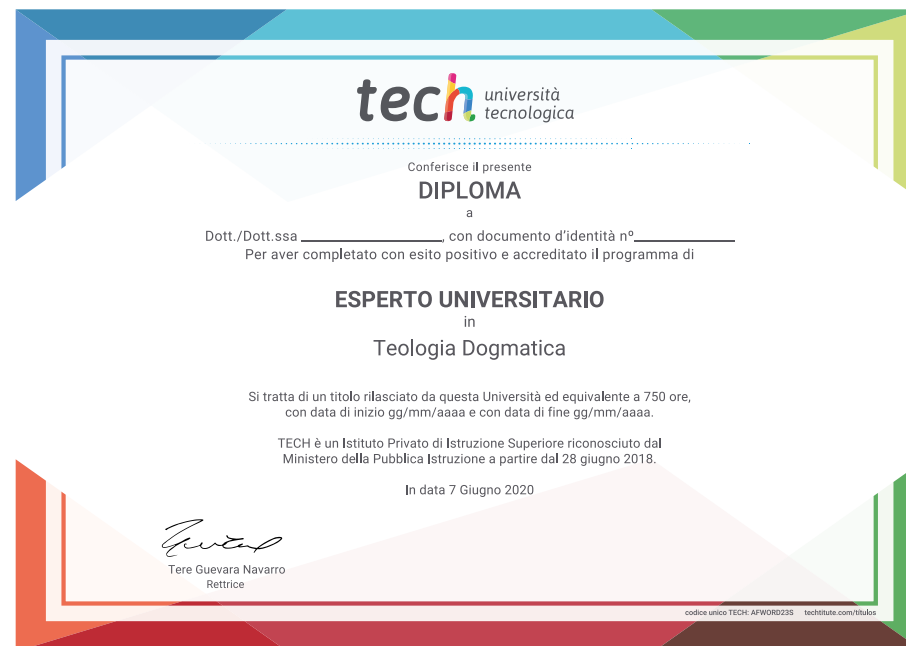 tech università
tecnologica
Conferisce il presente
DIPLOMA
a
Dott./Dott.ssa ________________, con documento d'identità nº____________
Per aver completato con esito positivo e accreditato il programma di
ESPERTO UNIVERSITARIO
in
Teologia Dogmatica
Si tratta di un titolo rilasciato da questa Università ed equivalente a 750 ore,
con data di inizio gg/mm/aaaa e con data di fine gg/mm/aaaa.
TECH è un Istituto Privato di Istruzione Superiore riconosciuto dal
Ministero della Pubblica Istruzione a partire dal 28 giugno 2018.
In data 7 Giugno 2020
Tere Guevara Navarro
Rettrice
codice unico TECH: AFWORD23S techtitute.com/títulos